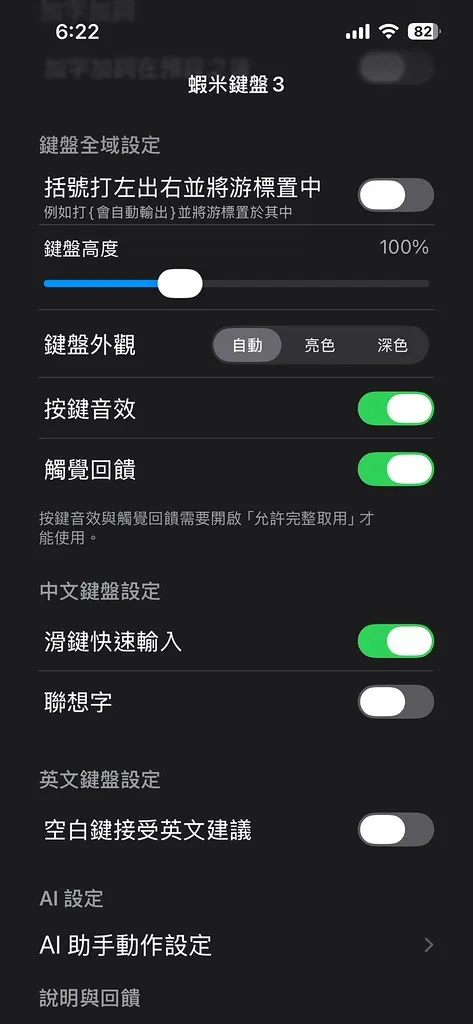 6:22
82
蝦米鍵盤3
鍵盤全域設定
括號打左出右並將游標置中
例如打{會自動輸出}並將游標置於其中
鍵盤高度
100%
鍵盤外觀
自動
亮色
深色
按鍵音效
觸覺回饋
按鍵音效與觸覺回饋需要開啟「允許完整取用」才
能使用。
中文鍵盤設定
滑鍵快速輸入
聯想字
英文鍵盤設定
空白鍵接受英文建議
AI 設定
AI 助手動作設定
說明與回饋